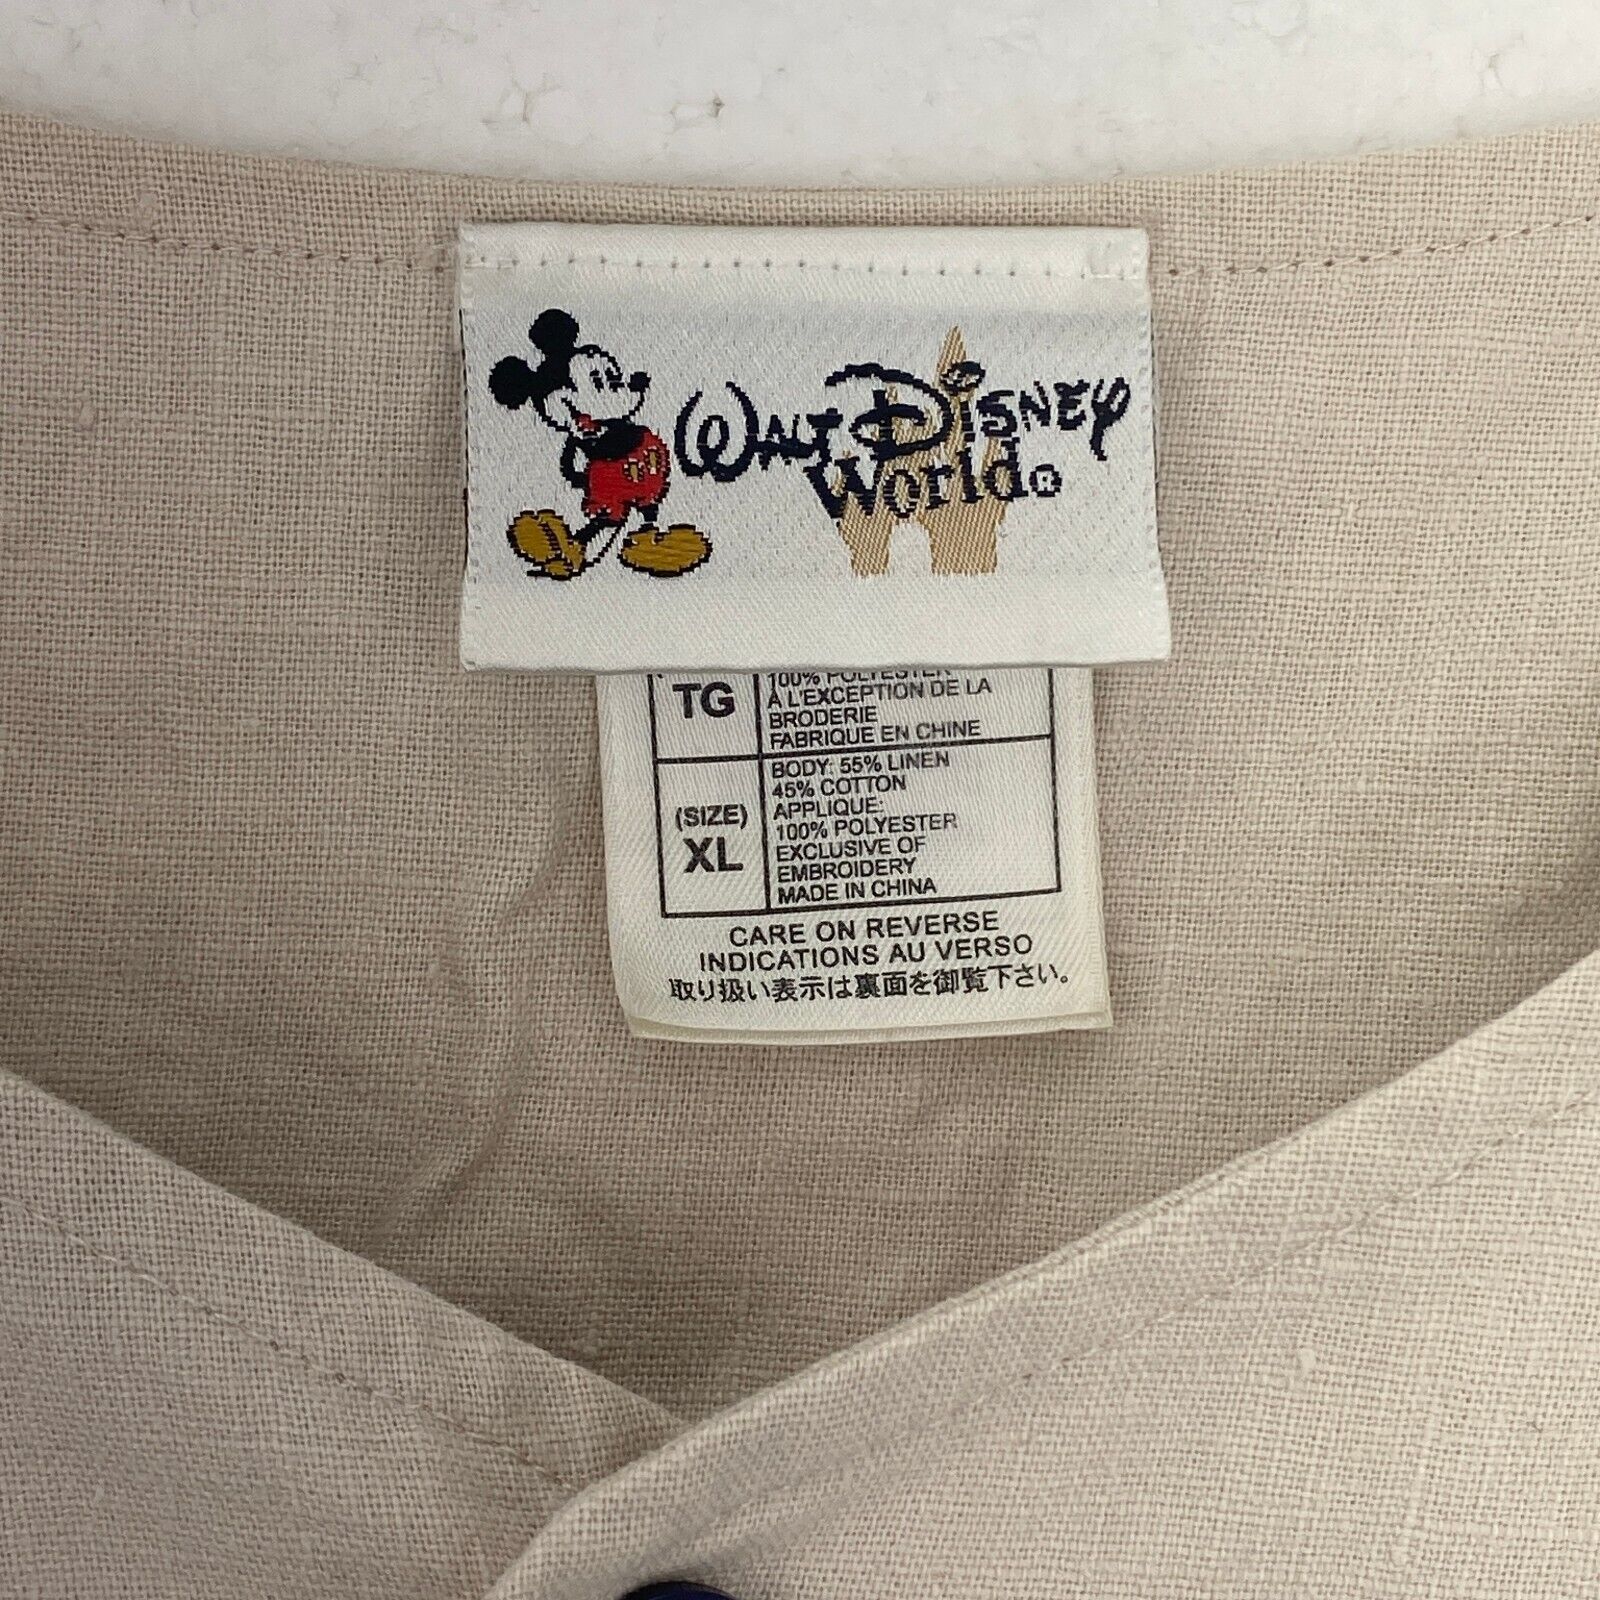 WALT DISNEY
World®
TG
100% POLYESTER
À L'EXCEPTION DE LA
BRODERIE
FABRIQUE EN CHINE
(SIZE)
XL
BODY: 55% LINEN
45% COTTON
APPLIQUE:
100% POLYESTER
EXCLUSIVE OF
EMBROIDERY
MADE IN CHINA
CARE ON REVERSE
INDICATIONS AU VERSO
取り扱い表示は裏面を御覧下さい。